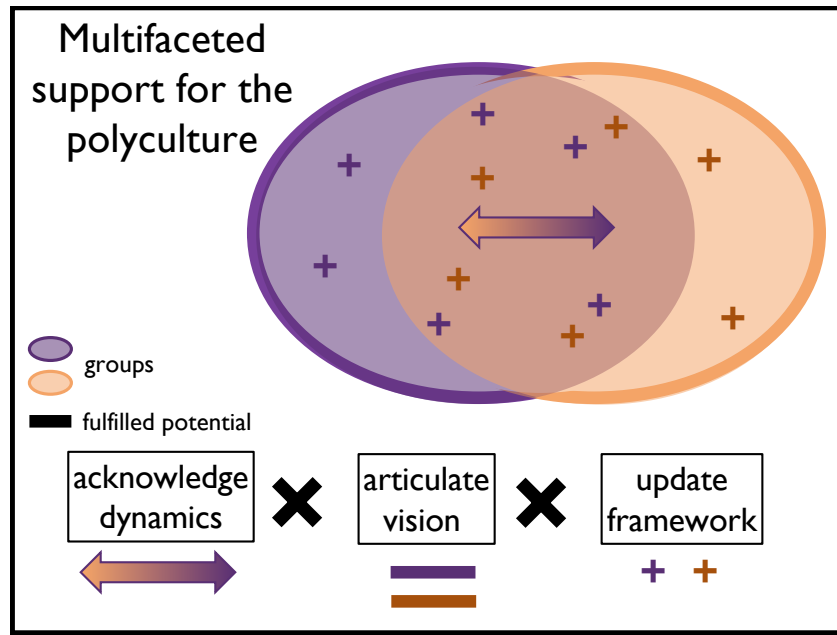 Multifaceted
support for the
polyculture
groups
fulfilled potential
acknowledge
dynamics
articulate
vision
update
framework